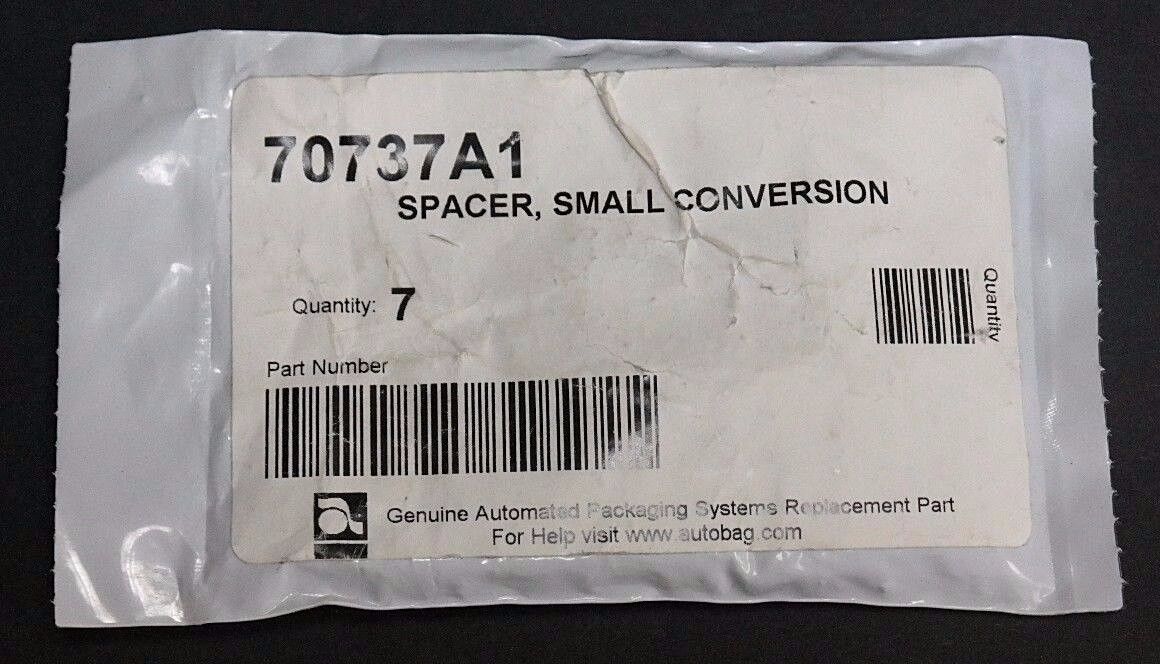 70737A1
SPACER, SMALL CONVERSION
Quantity: 7
Quantity
Part Number
Genuine Automated Packaging Systems Replacement Part
For Help visit www.autobag.com